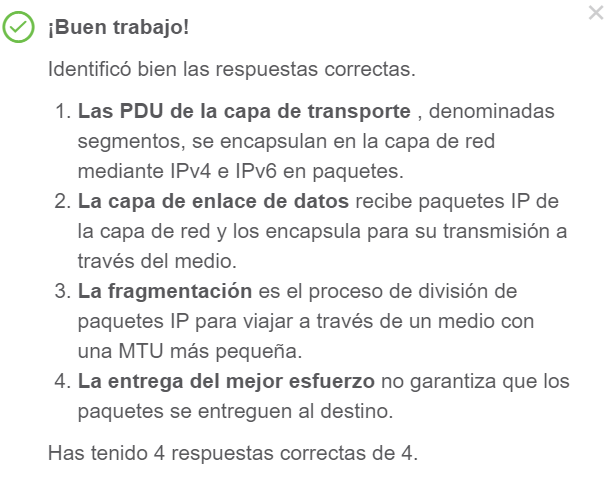 ¡Buen trabajo!
Identificó bien las respuestas correctas.
1. Las PDU de la capa de transporte , denominadas
segmentos, se encapsulan en la capa de red
mediante IPv4 e IPv6 en paquetes.
2. La capa de enlace de datos recibe paquetes IP de
la capa de red y los encapsula para su transmisión a
través del medio.
3. La fragmentación es el proceso de división de
paquetes IP para viajar a través de un medio con
una MTU más pequeña.
4. La entrega del mejor esfuerzo no garantiza que los
paquetes se entreguen al destino.
Has tenido 4 respuestas correctas de 4.